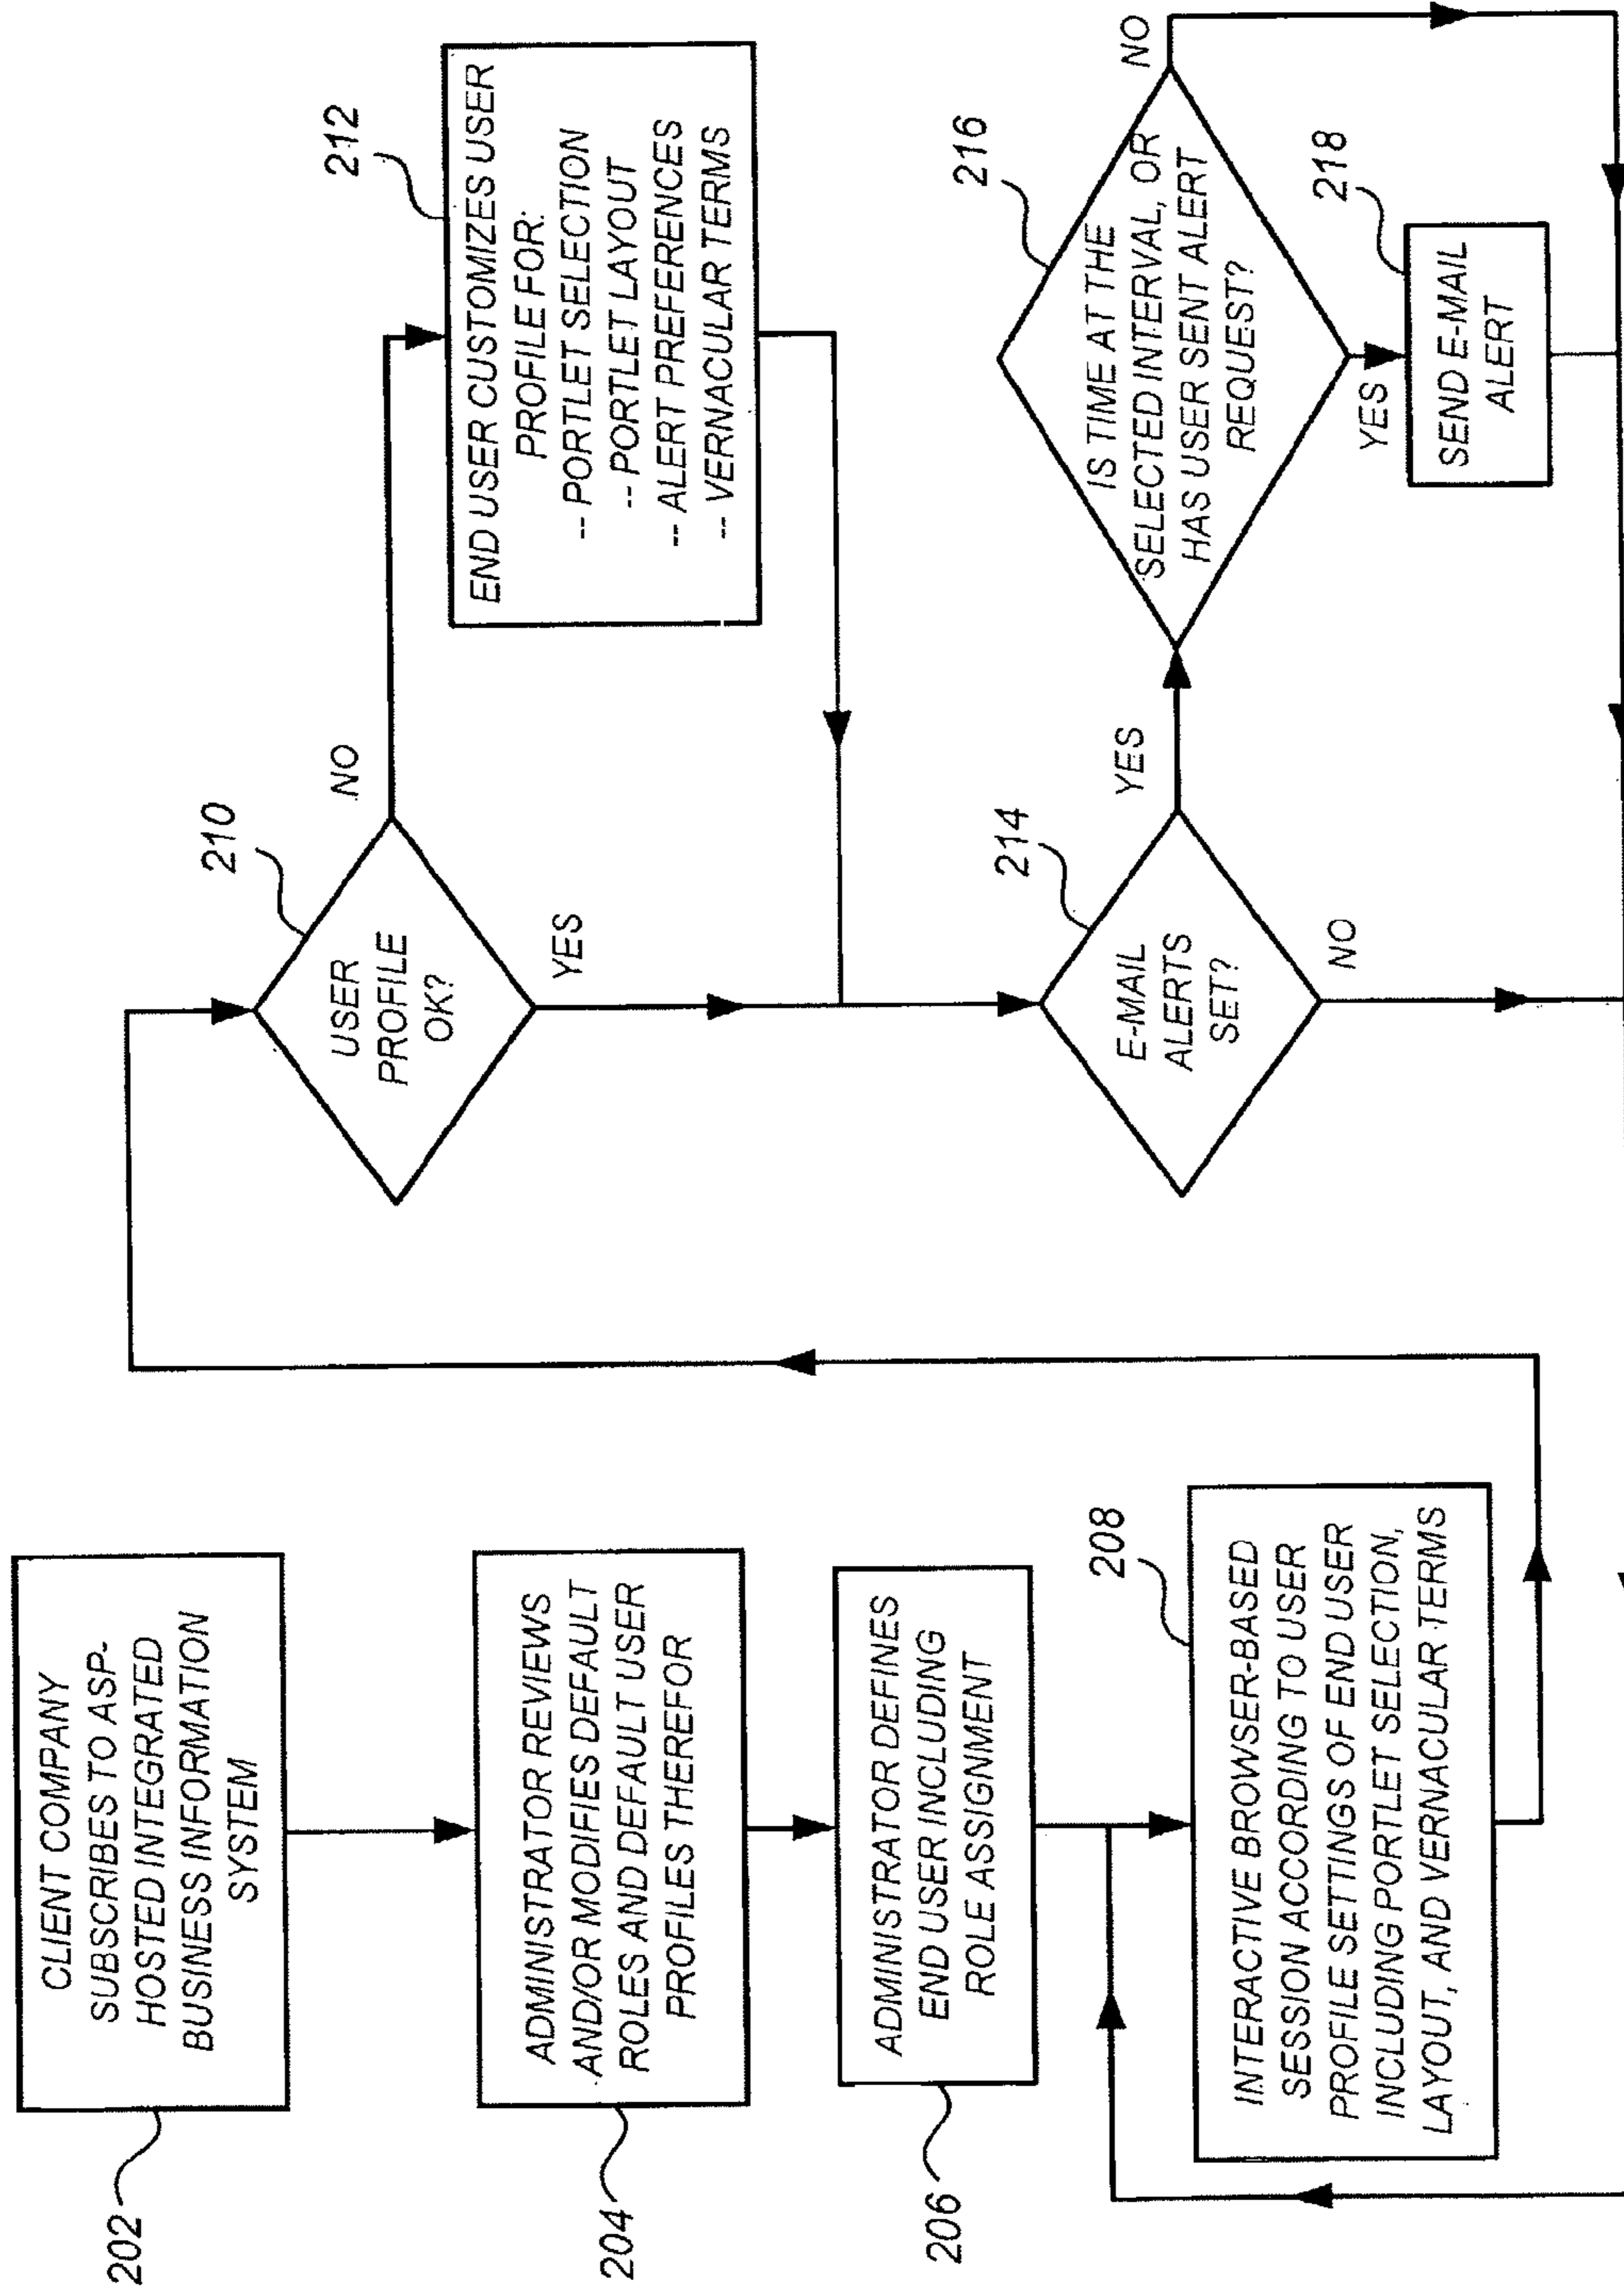 202
CLIENT COMPANY
SUBSCRIBES TO ASP-
HOSTED INTEGRATED
BUSINESS INFORMATION
SYSTEM
204
ADMINISTRATOR REVIEWS
AND/OR MODIFIES DEFAULT
ROLES AND DEFAULT USER
PROFILES THEREFOR
206
ADMINISTRATOR DEFINES
END USER INCLUDING
ROLE ASSIGNMENT
208
INTERACTIVE BROWSER-BASED
SESSION ACCORDING TO USER
PROFILE SETTINGS OF END USER
INCLUDING PORTLET SELECTION,
LAYOUT, AND VERNACULAR TERMS
210
USER
PROFILE
OK?
NO
YES
212
END USER CUSTOMIZES USER
PROFILE FOR:
-- PORTLET SELECTION
-- PORTLET LAYOUT
-- ALERT PREFERENCES
-- VERNACULAR TERMS
214
E-MAIL
ALERTS
SET?
YES
NO
216
IS TIME AT THE
SELECTED INTERVAL, OR
HAS USER SENT ALERT
REQUEST?
NO
YES
218
SEND E-MAIL
ALERT